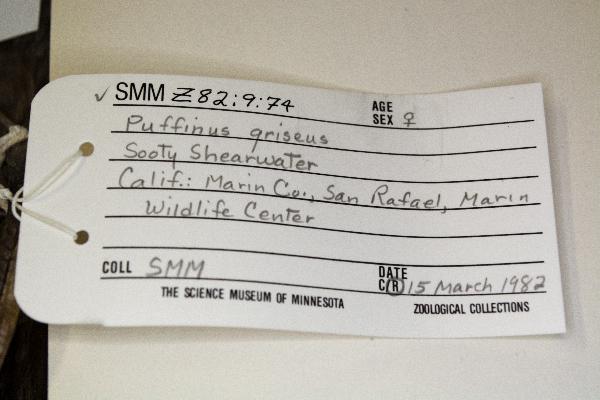 ✓ SMM Z82:9:74
AGE
SEX ♀
Puffinus griseus
Sooty Shearwater
Calif.: Marin Co., San Rafael, Marin
Wildlife Center
COLL SMM
DATE
C(R) 15 March 1982
THE SCIENCE MUSEUM OF MINNESOTA
ZOOLOGICAL COLLECTIONS